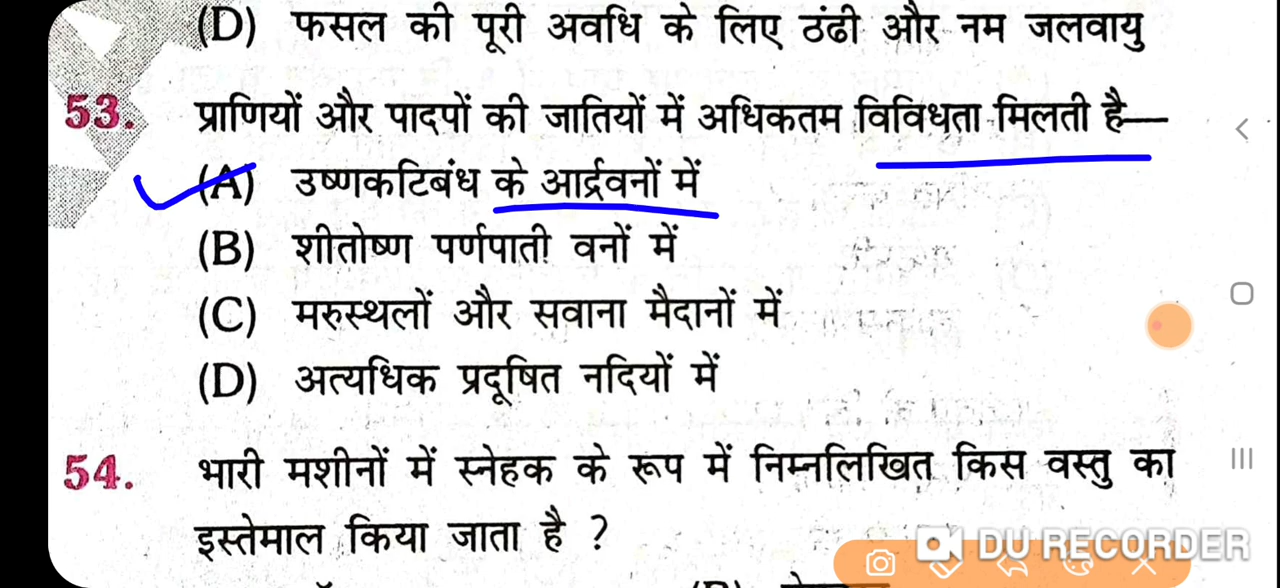 (D) फसल की पूरी अवधि के लिए ठंढी और नम जलवायु
53. प्राणियों और पादपों की जातियों में अधिकतम विविधता मिलती है—
(A) उष्णकटिबंध के आर्द्रवनों में
(B) शीतोष्ण पर्णपाती वनों में
(C) मरुस्थलों और सवाना मैदानों में
(D) अत्यधिक प्रदूषित नदियों में
54. भारी मशीनों में स्नेहक के रूप में निम्नलिखित किस वस्तु का
इस्तेमाल किया जाता है ?
DU RECORDER